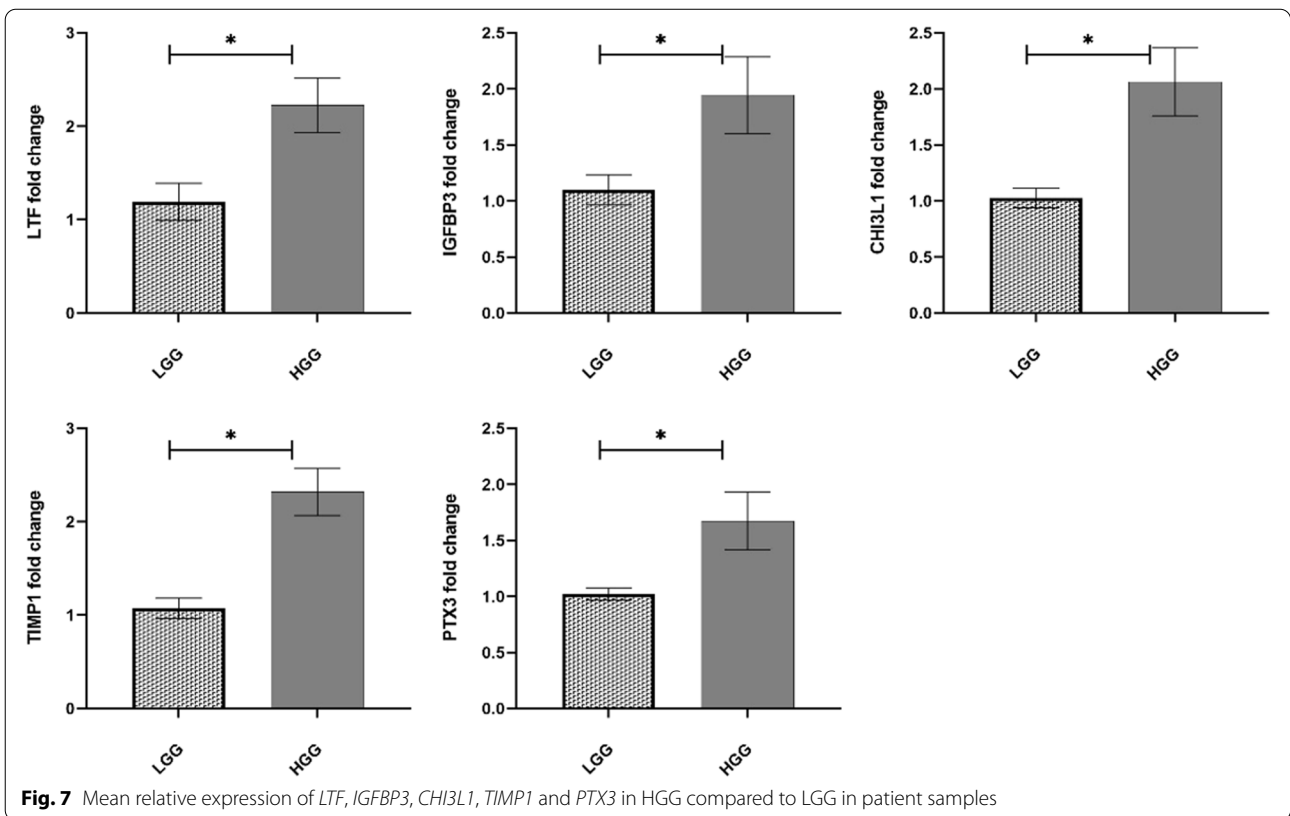 3
2
1
0
LTF fold change
*
LGG
HGG
2.5
2.0
1.5
1.0
0.5
0.0
IGFBP3 fold change
*
LGG
HGG
2.5
2.0
1.5
1.0
0.5
0.0
CHI3L1 fold change
*
LGG
HGG
3
2
1
0
TIMP1 fold change
*
LGG
HGG
2.5
2.0
1.5
1.0
0.5
0.0
PTX3 fold change
*
LGG
HGG
Fig. 7 Mean relative expression of LTF, IGFBP3, CHI3L1, TIMP1 and PTX3 in HGG compared to LGG in patient samples